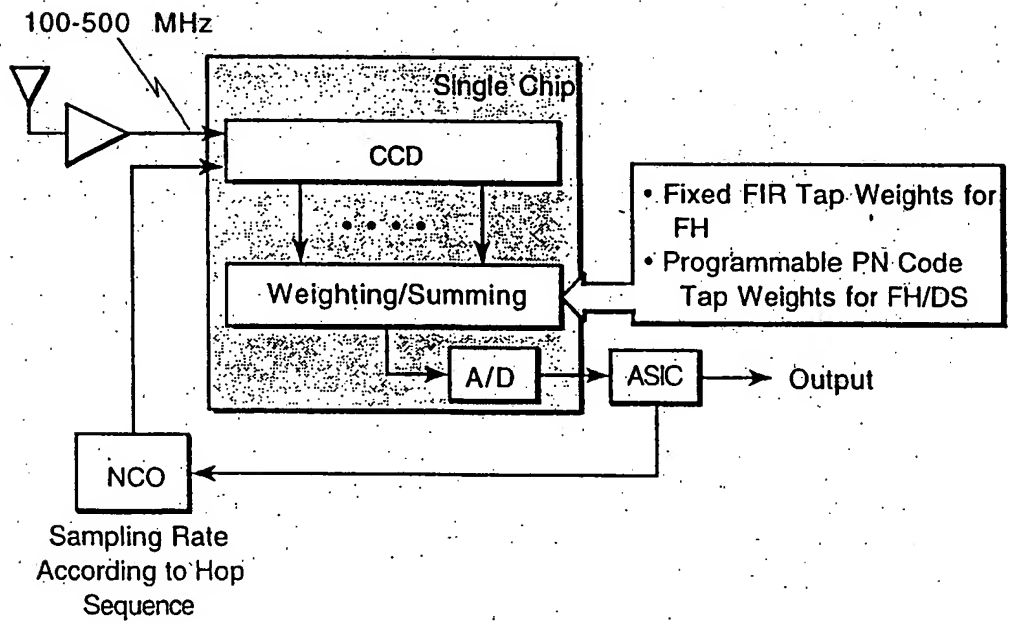 100-500 MHz
Single Chip
CCD
• Fixed FIR Tap Weights for
FH
• Programmable PN Code
Tap Weights for FH/DS
Weighting/Summing
A/D
ASIC
Output
NCO
Sampling Rate
According to Hop
Sequence